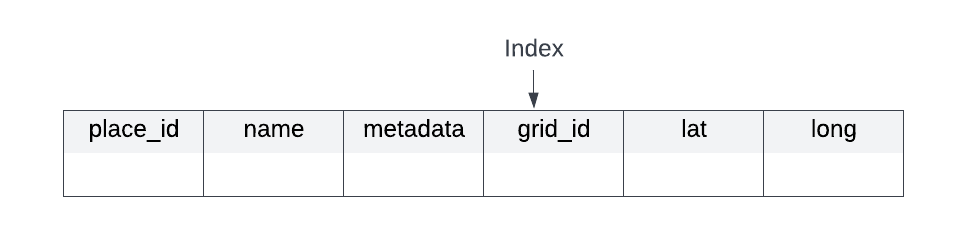 Index
place_id name metadata grid_id lat long